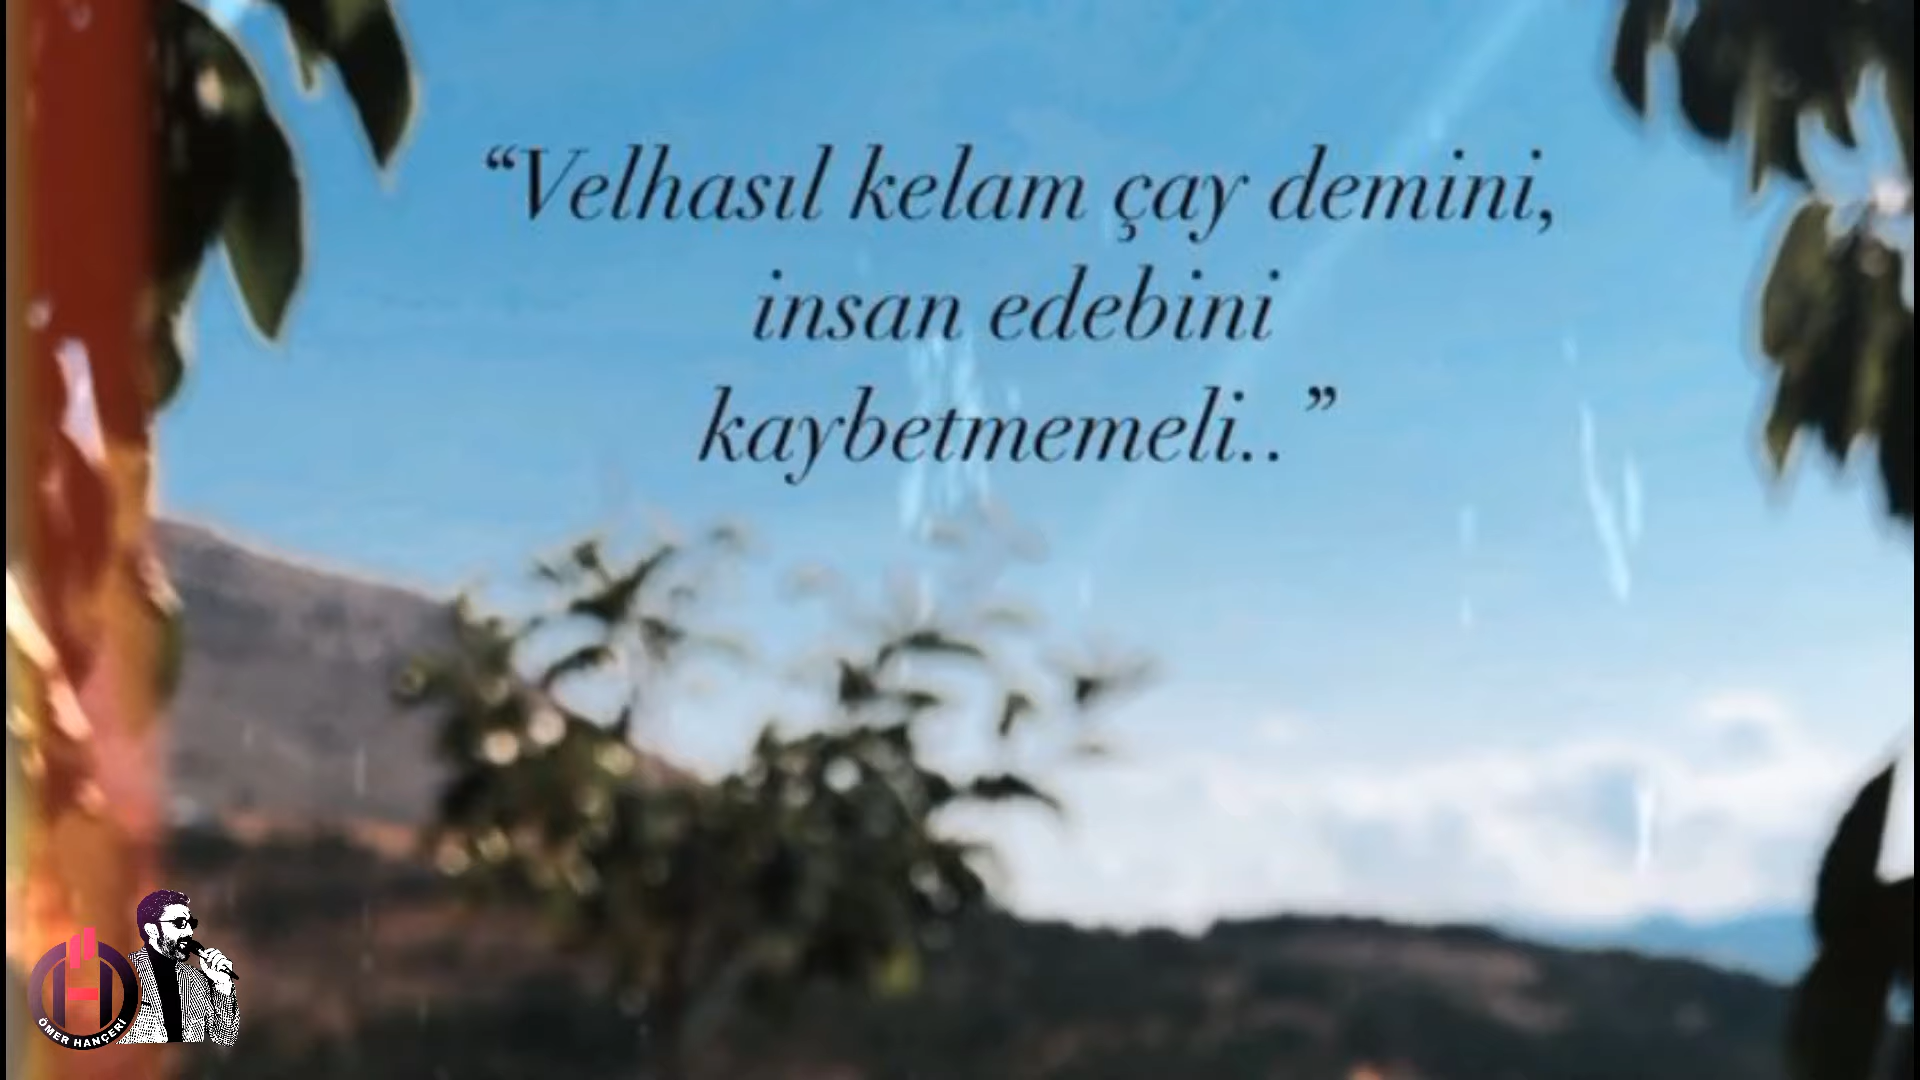 “Velhasıl kelam çay demini,
insan edebini
kaybetmemeli..”
ÖMER HANÇERİ